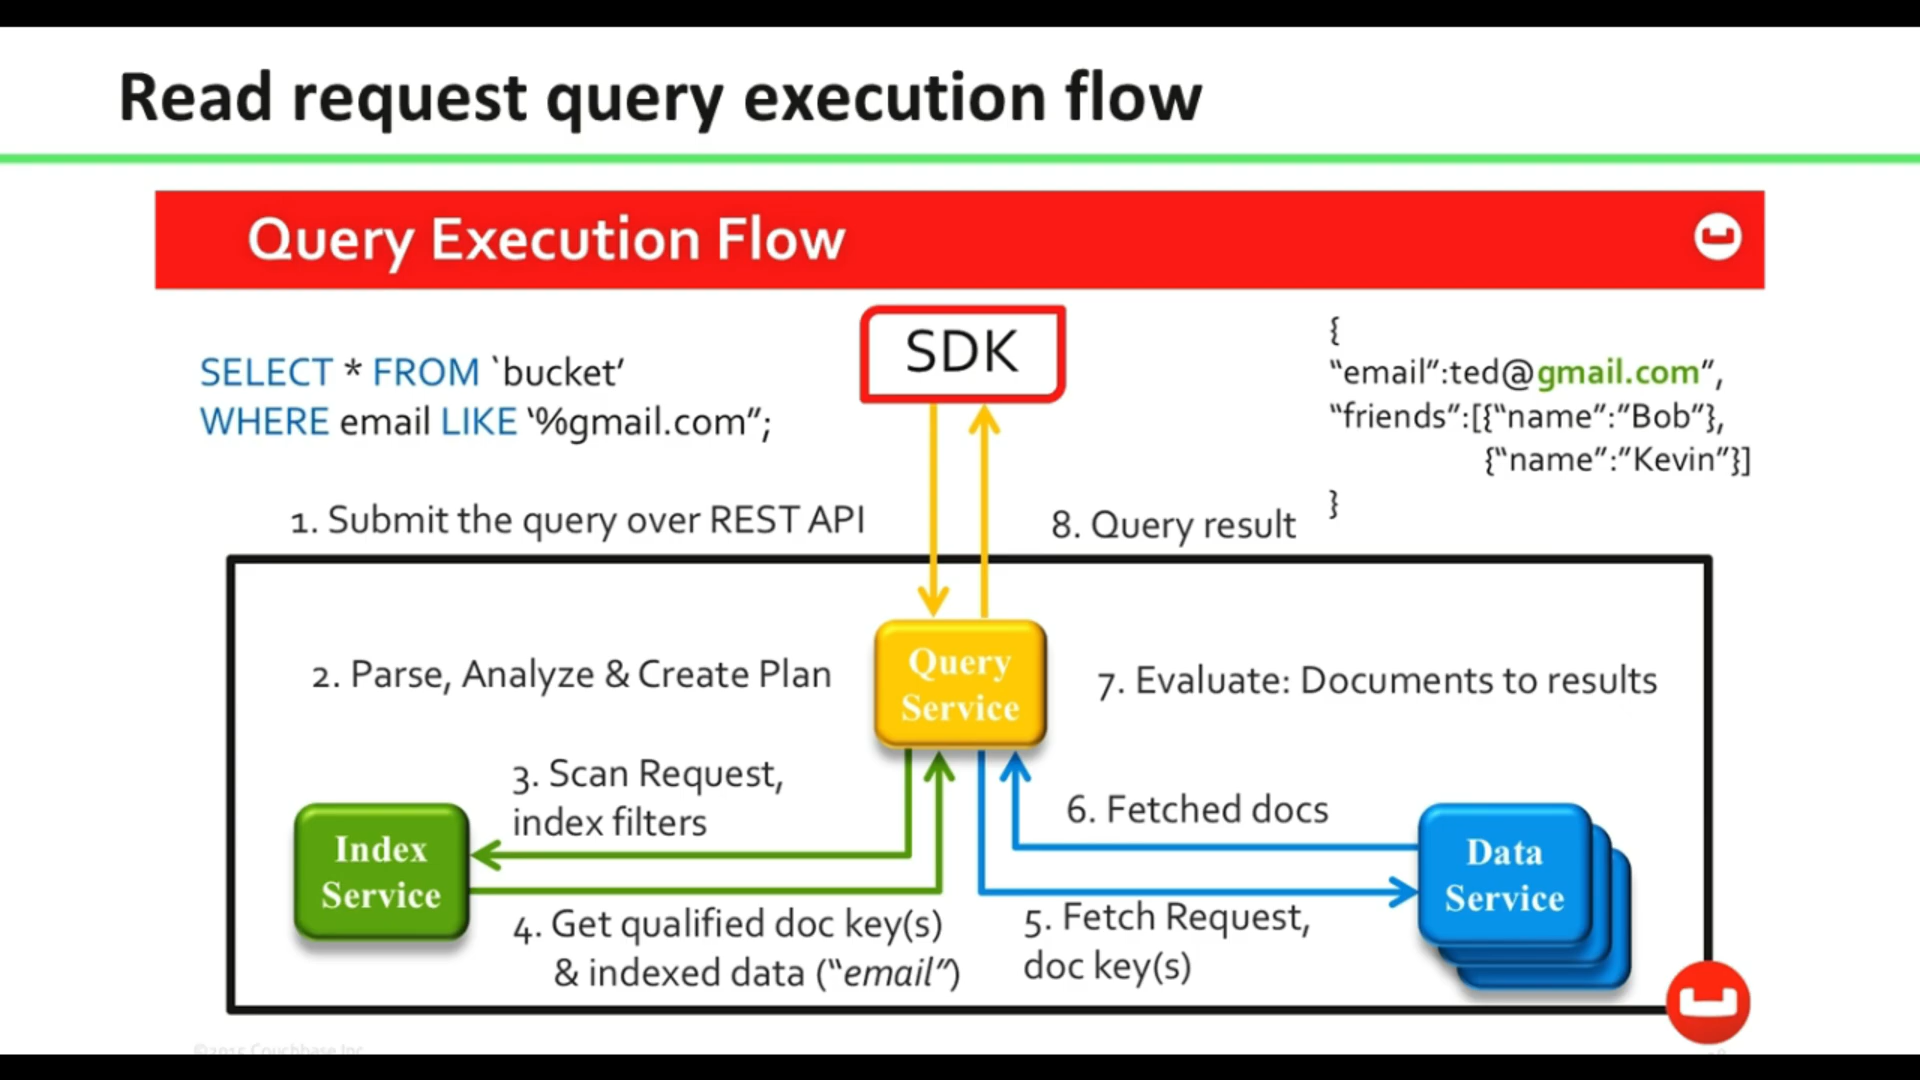 Read request query execution flow
Query Execution Flow
SELECT * FROM `bucket’
WHERE email LIKE ‘%gmail.com”;
SDK
{
“email”:ted@gmail.com”,
“friends”:[{“name”:”Bob”},
{“name”:”Kevin”}]
}
1. Submit the query over REST API
8. Query result
2. Parse, Analyze & Create Plan
Query
Service
7. Evaluate: Documents to results
3. Scan Request,
index filters
6. Fetched docs
Index
Service
Data
Service
4. Get qualified doc key(s)
& indexed data (“email”)
5. Fetch Request,
doc key(s)
©2015 Couchbase Inc.